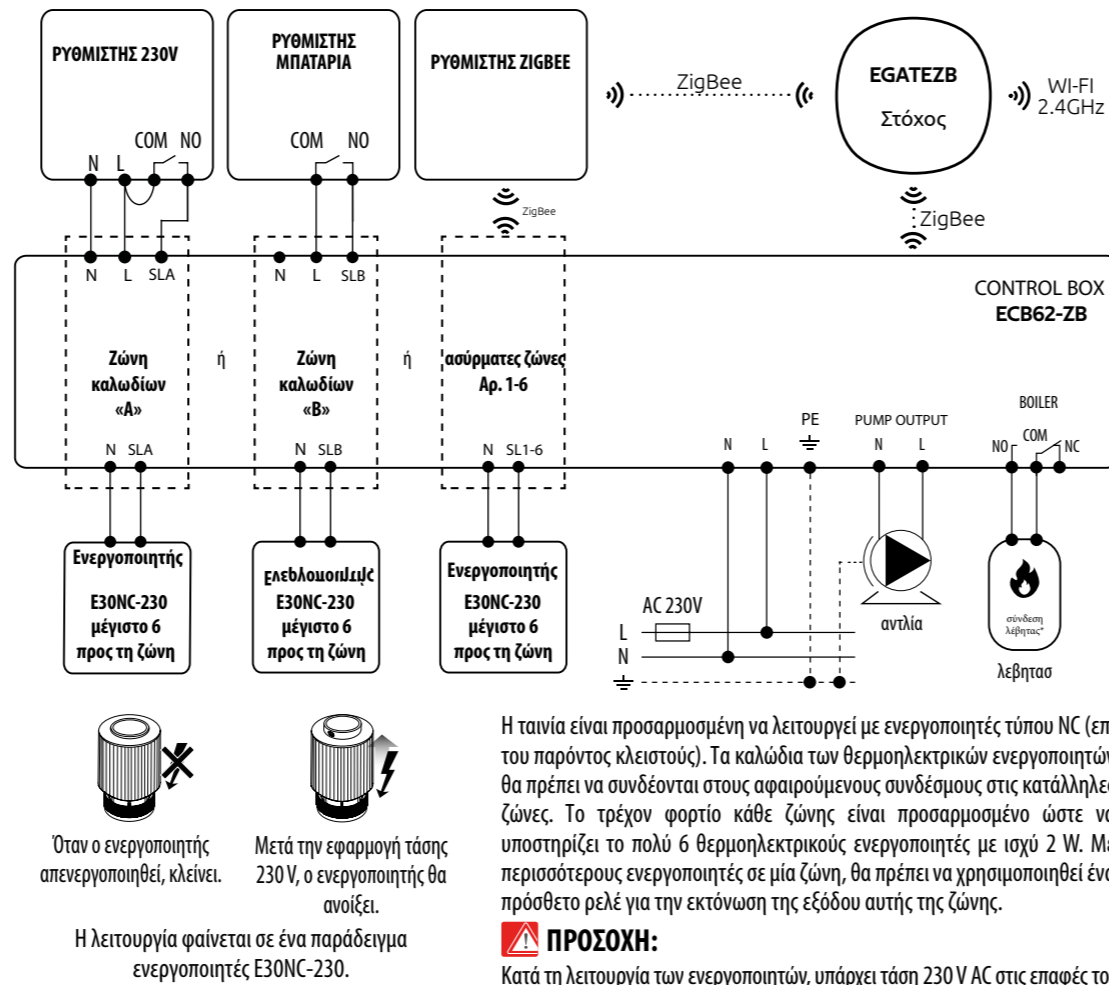 ΡΥΘΜΙΣΤΗΣ 230V
ΡΥΘΜΙΣΤΗΣ
ΜΠΑΤΑΡΙΑ
ΡΥΘΜΙΣΤΗΣ ZIGBEE
ZigBee
EGATEZB
Στόχος
WI-FI
2.4GHz
N L COM NO
COM NO
ZigBee
ZigBee
N L SLA
N L SLB
CONTROL BOX
ECB62-ZB
Ζώνη
καλωδίων
«A»
ή
Ζώνη
καλωδίων
«B»
ή
ασύρματες ζώνες
Αρ. 1-6
N SLA
N SLB
N SL1-6
N L PE
PUMP OUTPUT
N L
BOILER
NO COM NC
Ενεργοποιητής
E30NC-230
μέγιστο 6
προς τη ζώνη
E30NC-230
μέγιστο 6
προς τη ζώνη
Ενεργοποιητής
E30NC-230
μέγιστο 6
προς τη ζώνη
AC 230V
L
N
αντλία
σύνδεση
λέβητας*
λεβητασ
Όταν ο ενεργοποιητής
απενεργοποιηθεί, κλείνει.
Μετά την εφαρμογή τάσης
230 V, ο ενεργοποιητής θα
ανοίξει.
Η λειτουργία φαίνεται σε ένα παράδειγμα
ενεργοποιητές E30NC-230.
Η ταινία είναι προσαρμοσμένη να λειτουργεί με ενεργοποιητές τύπου NC (επ
του παρόντος κλειστούς). Τα καλώδια των θερμοηλεκτρικών ενεργοποιητών
θα πρέπει να συνδέονται στους αφαιρούμενους συνδέσμους στις κατάλληλες
ζώνες. Το τρέχον φορτίο κάθε ζώνης είναι προσαρμοσμένο ώστε να
υποστηρίζει το πολύ 6 θερμοηλεκτρικούς ενεργοποιητές με ισχύ 2 W. Με
περισσότερους ενεργοποιητές σε μία ζώνη, θα πρέπει να χρησιμοποιηθεί ένα
πρόσθετο ρελέ για την εκτόνωση της εξόδου αυτής της ζώνης.
ΠΡΟΣΟΧΗ:
Κατά τη λειτουργία των ενεργοποιητών, υπάρχει τάση 230 V AC στις επαφές το